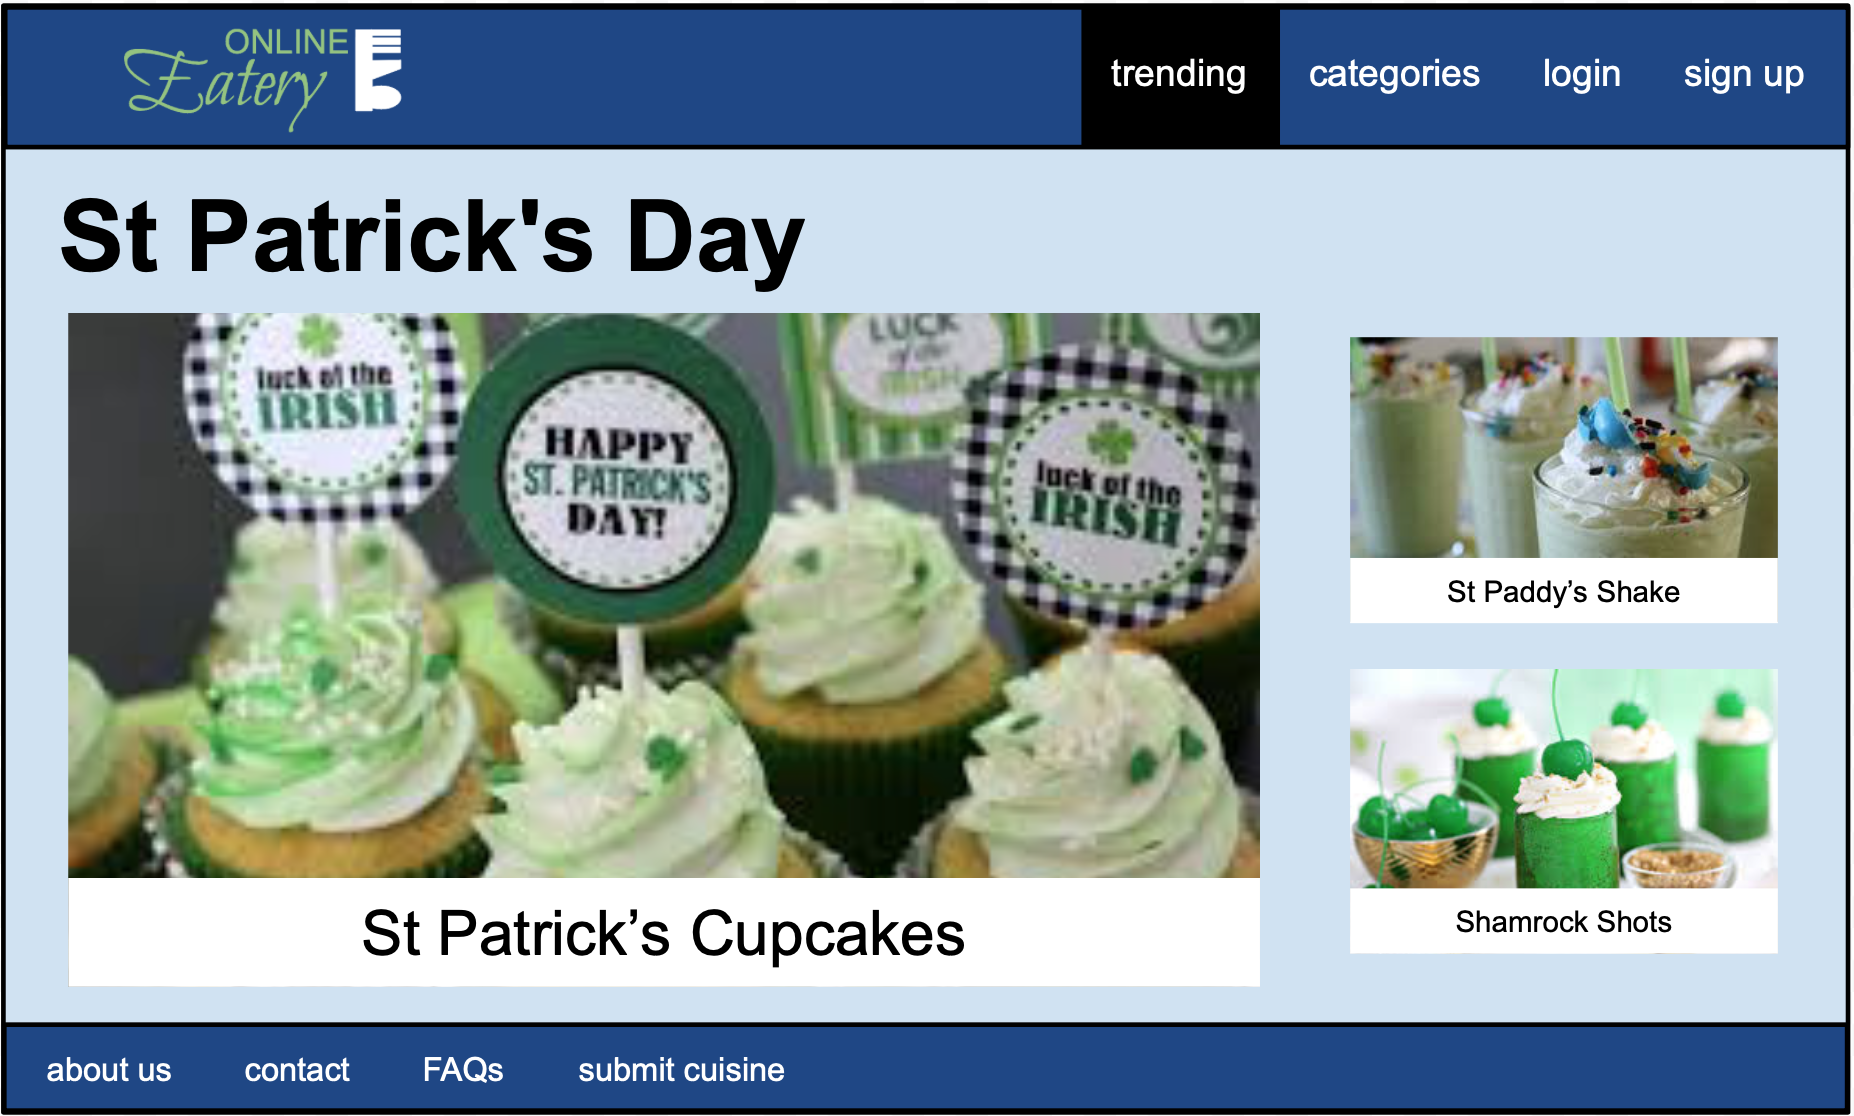 ONLINE
Eatery
trending
categories
login
sign up
St Patrick's Day
luck of the
IRISH
HAPPY
ST. PATRICK'S
DAY!
LUCK
of the
IRISH
luck of the
IRISH
St Patrick’s Cupcakes
St Paddy’s Shake
Shamrock Shots
about us
contact
FAQs
submit cuisine